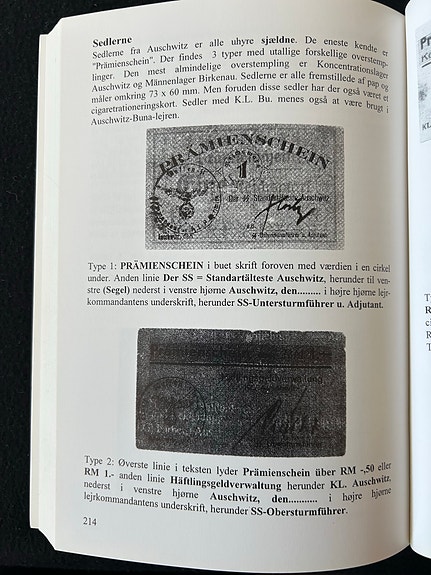 Sedlerne
Sedlerne fra Auschwitz er alle uhyre sjældne. De eneste kendte er
"Prämienschein". Der findes 3 typer med utallige forskellige overstemp-
linger. Den mest almindelige overstempling er Koncentrationslager
Auschwitz og Männenlager Birkenau. Sedlerne er alle fremstillede af pap og
måler omkring 73 x 60 mm. Men foruden disse sedler har der også været et
cigaretrationeringskort. Sedler med K.L. Bu. menes også at være brugt i
Auschwitz-Buna-lejren.
PRÄMIENSCHEIN
1
Der SS Standortälteste Auschwitz
Type 1: PRÄMIENSCHEIN i buet skrift foroven med værdien i en cirkel
under. Anden linie Der SS = Standartälteste Auschwitz, herunder til ven-
stre (Segel) nederst i venstre hjørne Auschwitz, den......... i højre hjørne lejr-
kommandantens underskrift, herunder SS-Untersturmführer u. Adjutant.
Häftlingsgeldverwaltung
Type 2: Øverste linie i teksten lyder Prämienschein über RM -,50 eller
RM 1.- anden linie Häftlingsgeldverwaltung herunder KL. Auschwitz,
nederst i venstre hjørne Auschwitz, den........... i højre hjørne
lejrkommandantens underskrift, herunder SS-Obersturmführer.
214